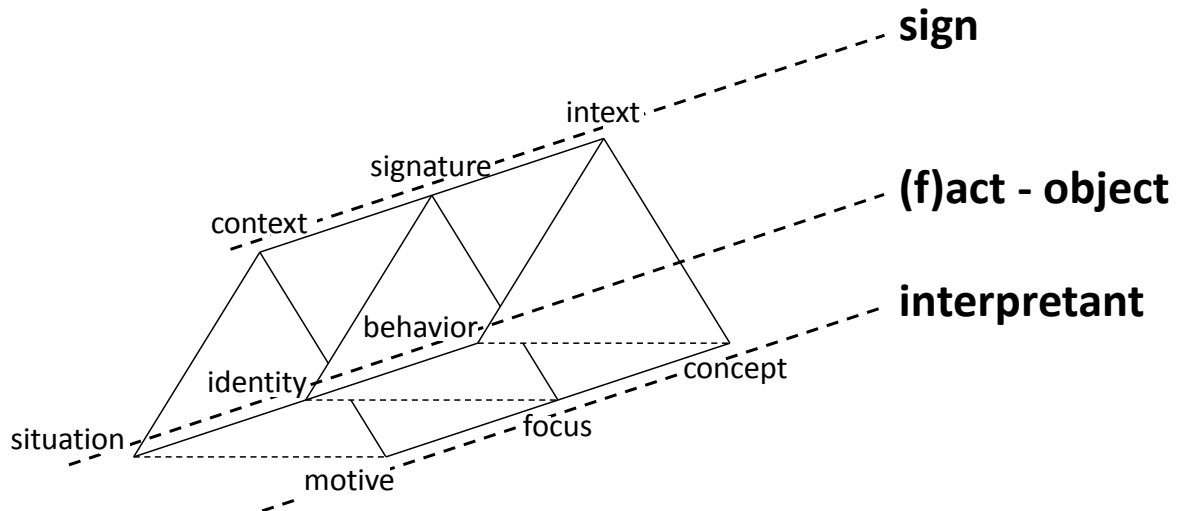 sign
intext
signature
(f)act - object
context
interpretant
behavior
concept
identity
focus
situation
motive